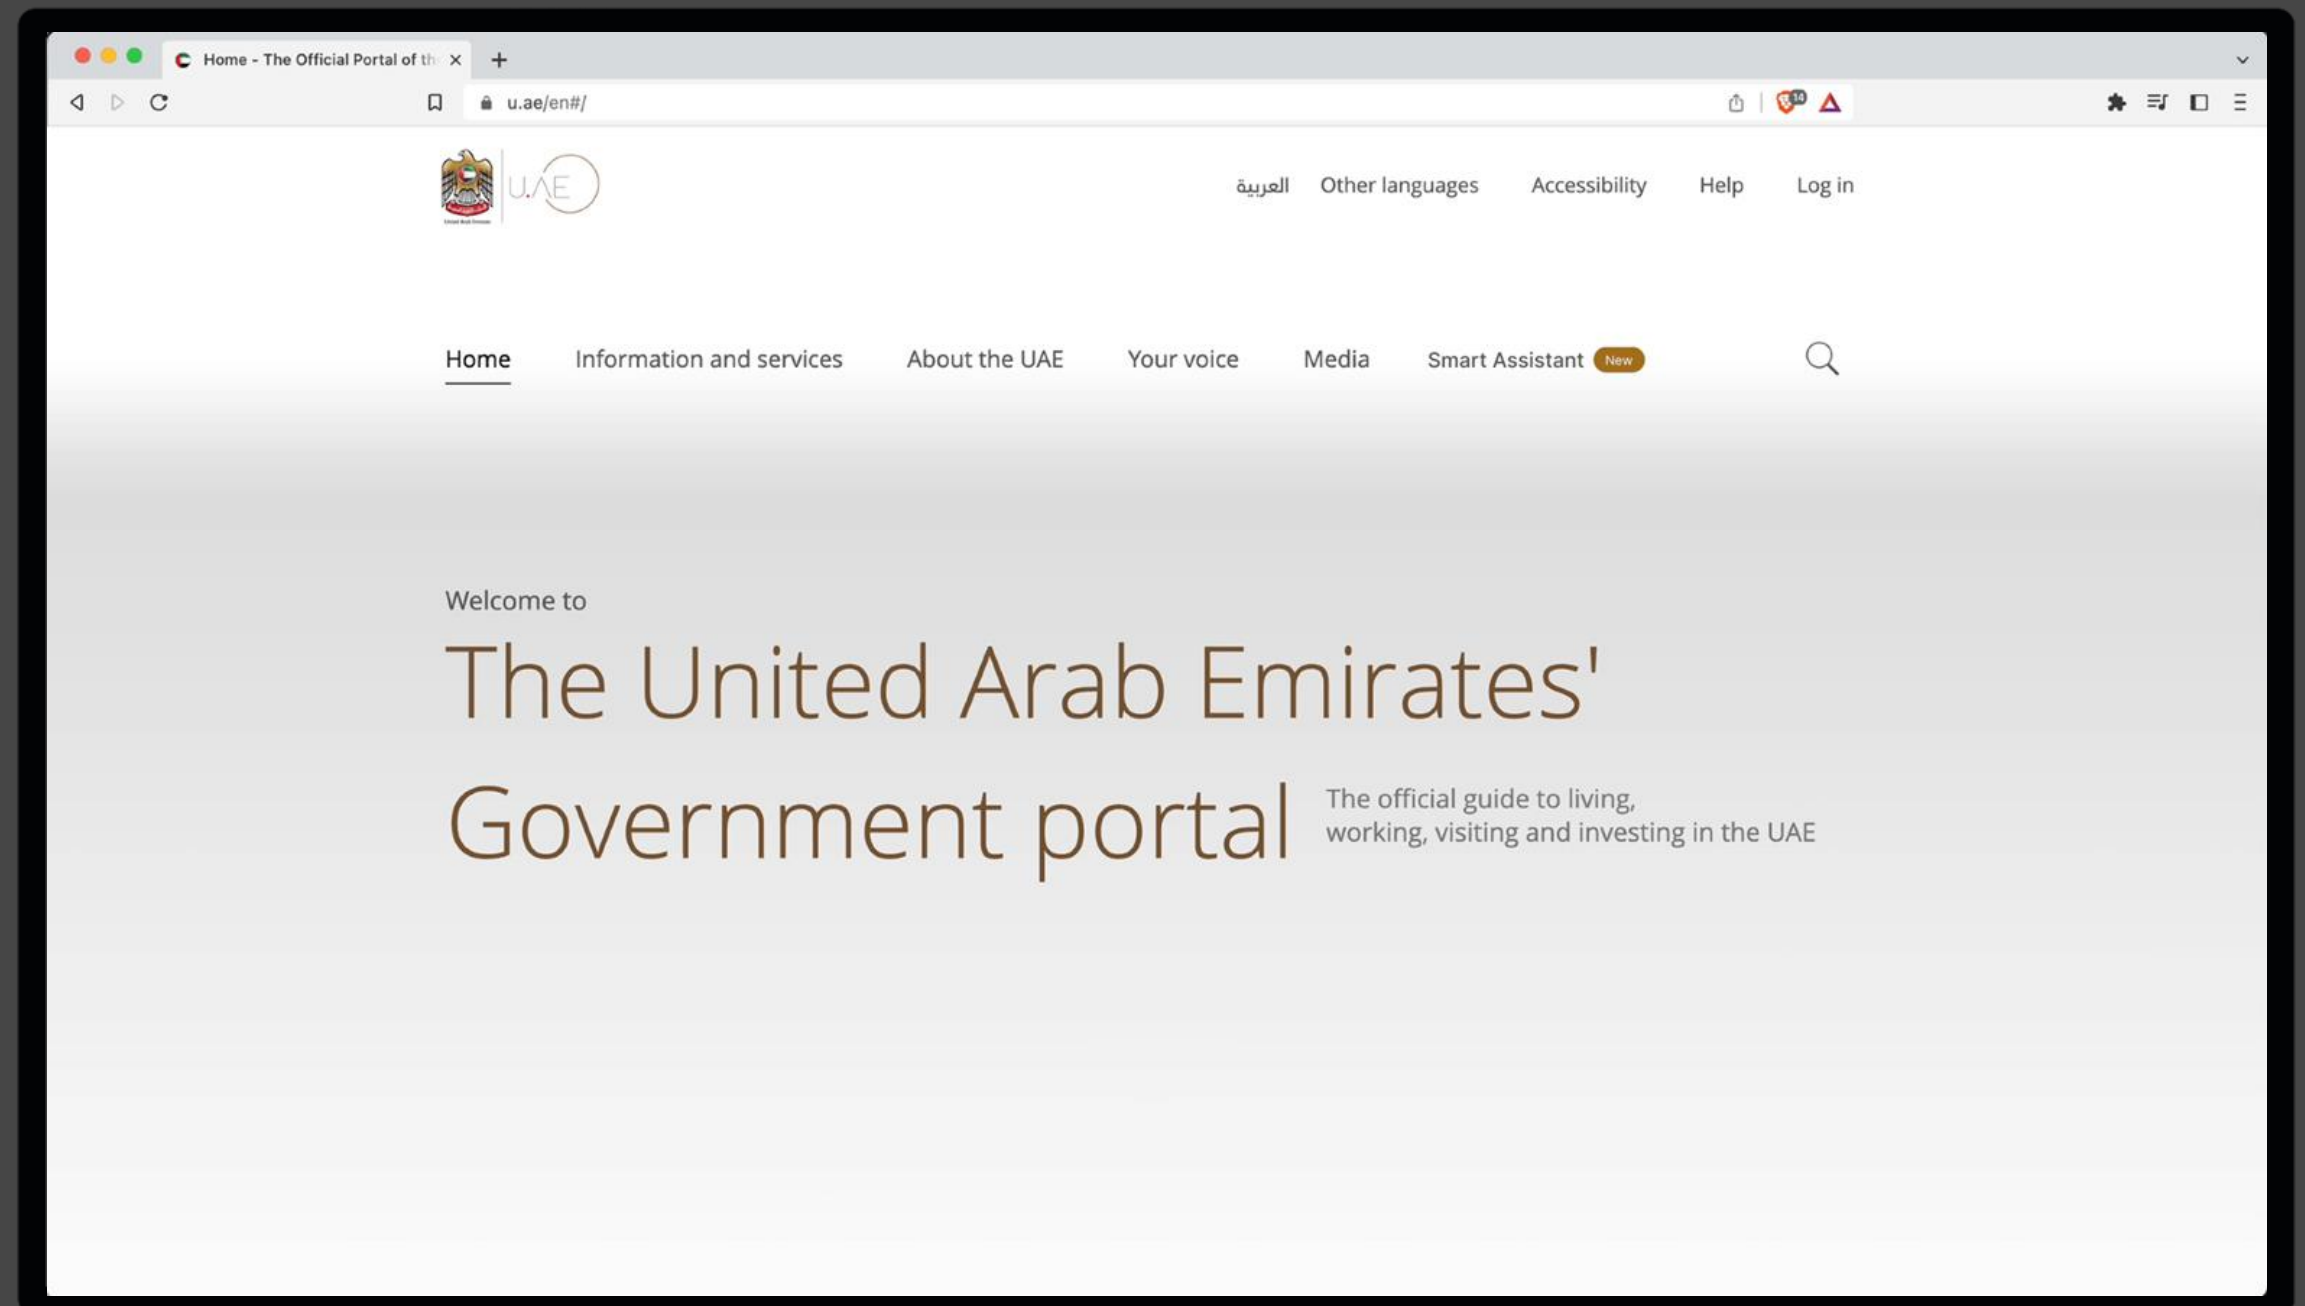 Home - The Official Portal of th
u.ae/en#/
14
U.AE
العربية
Other languages
Accessibility
Help
Log in
Home
Information and services
About the UAE
Your voice
Media
Smart Assistant
New
Welcome to
The United Arab Emirates'
Government portal
The official guide to living,
working, visiting and investing in the UAE